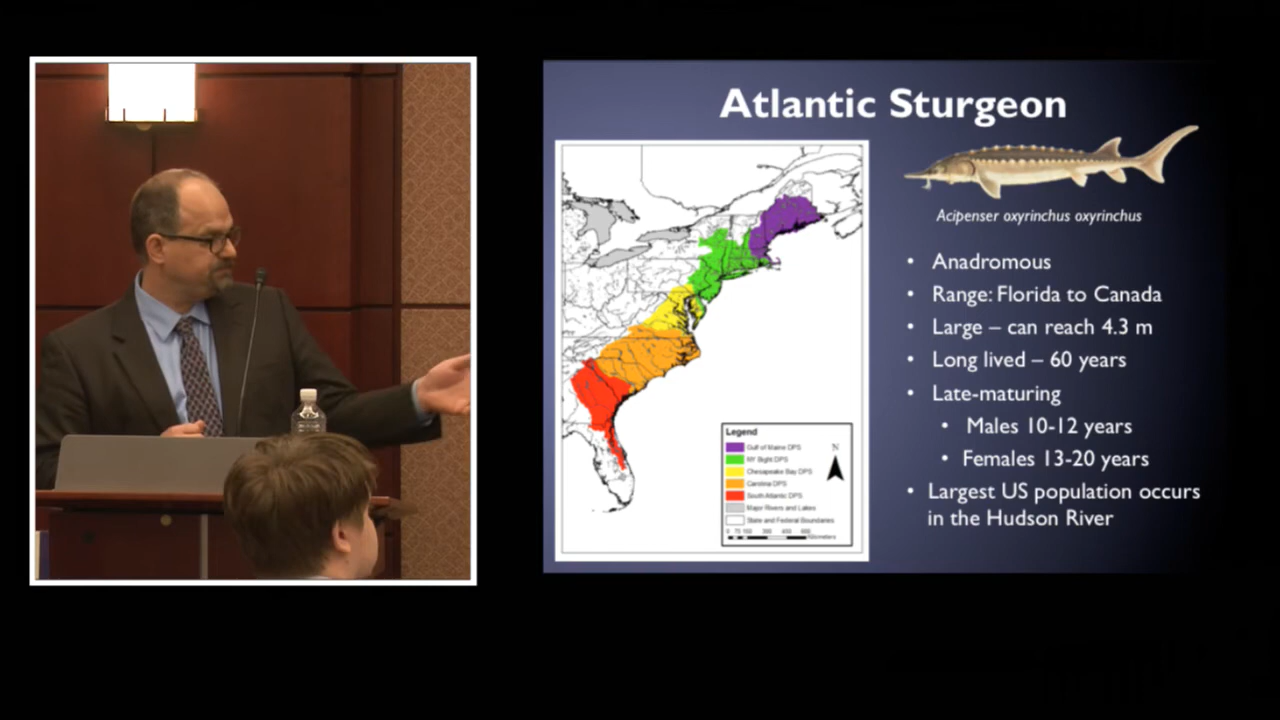 Atlantic Sturgeon
Acipenser oxyrinchus oxyrinchus
• Anadromous
• Range: Florida to Canada
• Large – can reach 4.3 m
• Long lived – 60 years
• Late-maturing
• Males 10-12 years
• Females 13-20 years
• Largest US population occurs
in the Hudson River
Legend
Gulf of Maine DPS
NY Bight DPS
Chesapeake Bay DPS
Carolina DPS
South Atlantic DPS
Major Rivers and Lakes
State and Federal Boundaries
N
Kilometers